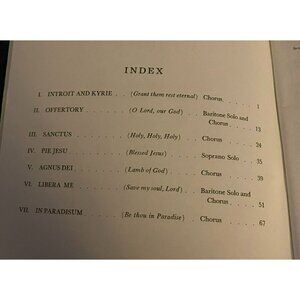 INDEX
I. INTROIT AND KYRIE . . (Grant them rest eternal) Chorus . . . . 1
II. OFFERTORY . . . . (O Lord, our God) . . Baritone Solo and
Chorus . . 13
III. SANCTUS . . . . (Holy, Holy, Holy) . Chorus . . . . 24
IV. PIE JESU . . . . (Blessed Jesus) . . Soprano Solo . . 35
V. AGNUS DEI . . . . (Lamb of God) . . Chorus . . . . 39
VI. LIBERA ME . . . . (Save my soul, Lord) . Baritone Solo and
Chorus . . 51
VII. IN PARADISUM . . . (Be thou in Paradise) . Chorus . . . . 67